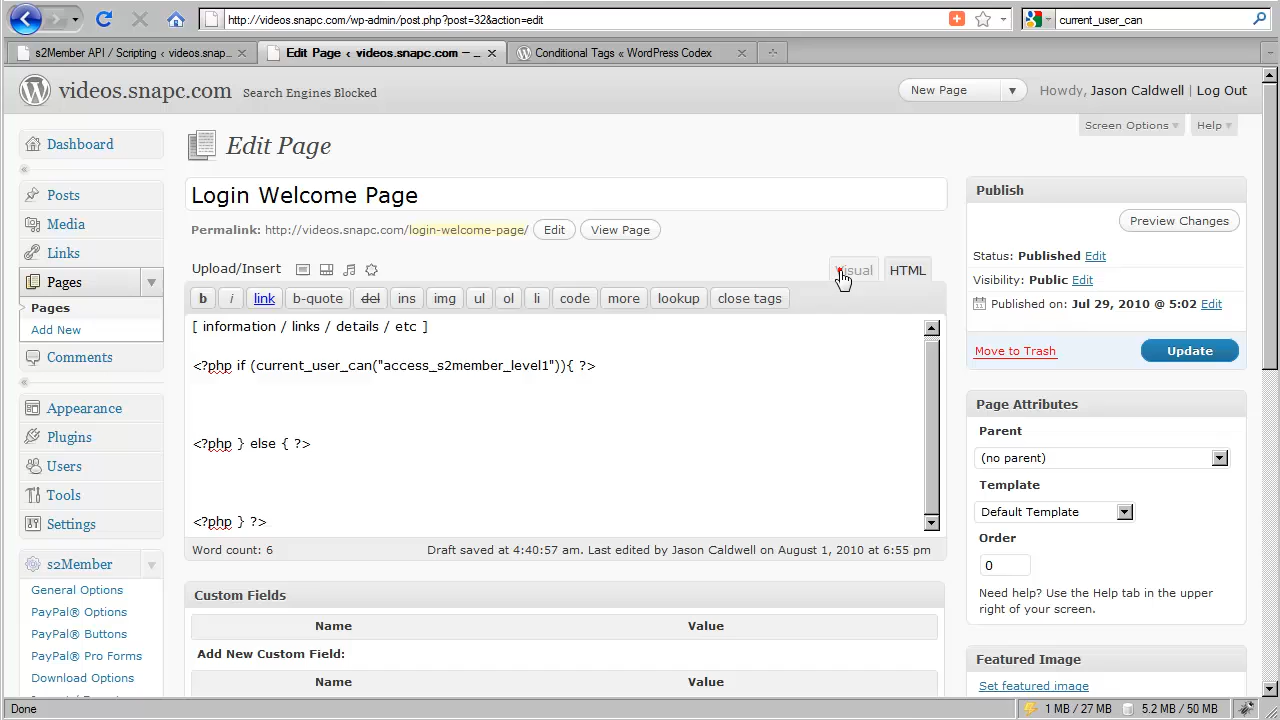 http://videos.snapc.com/wp-admin/post.php?post=32&action=edit
current_user_can
s2Member API / Scripting ‹ videos.snap...
Edit Page ‹ videos.snapc.com — ...
Conditional Tags « WordPress Codex
videos.snapc.com
Search Engines Blocked
New Page
Howdy, Jason Caldwell | Log Out
Screen Options
Help
Dashboard
Posts
Media
Links
Pages
Pages
Add New
Comments
Appearance
Plugins
Users
Tools
Settings
s2Member
General Options
PayPal® Options
PayPal® Buttons
PayPal® Pro Forms
Download Options
Edit Page
Login Welcome Page
Permalink: http://videos.snapc.com/login-welcome-page/
Edit
View Page
Upload/Insert
Visual
HTML
b
i
link
b-quote
del
ins
img
ul
ol
li
code
more
lookup
close tags
[ information / links / details / etc ]
<?php if (current_user_can("access_s2member_level1")){ ?>
<?php } else { ?>
<?php } ?>
Word count: 6
Draft saved at 4:40:57 am. Last edited by Jason Caldwell on August 1, 2010 at 6:55 pm
Custom Fields
Name
Value
Add New Custom Field:
Name
Value
Publish
Preview Changes
Status: Published Edit
Visibility: Public Edit
Published on: Jul 29, 2010 @ 5:02 Edit
Move to Trash
Update
Page Attributes
Parent
(no parent)
Template
Default Template
Order
0
Need help? Use the Help tab in the upper
right of your screen.
Featured Image
Set featured image
Done
1 MB / 27 MB
5.2 MB / 50 MB